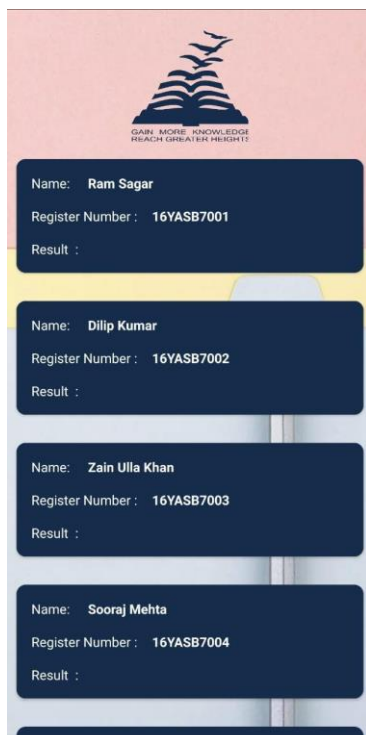 GAIN MORE KNOWLEDGE
REACH GREATER HEIGHTS
Name: Ram Sagar
Register Number : 16YASB7001
Result :
Name: Dilip Kumar
Register Number : 16YASB7002
Result :
Name: Zain Ulla Khan
Register Number : 16YASB7003
Result :
Name: Sooraj Mehta
Register Number : 16YASB7004
Result :